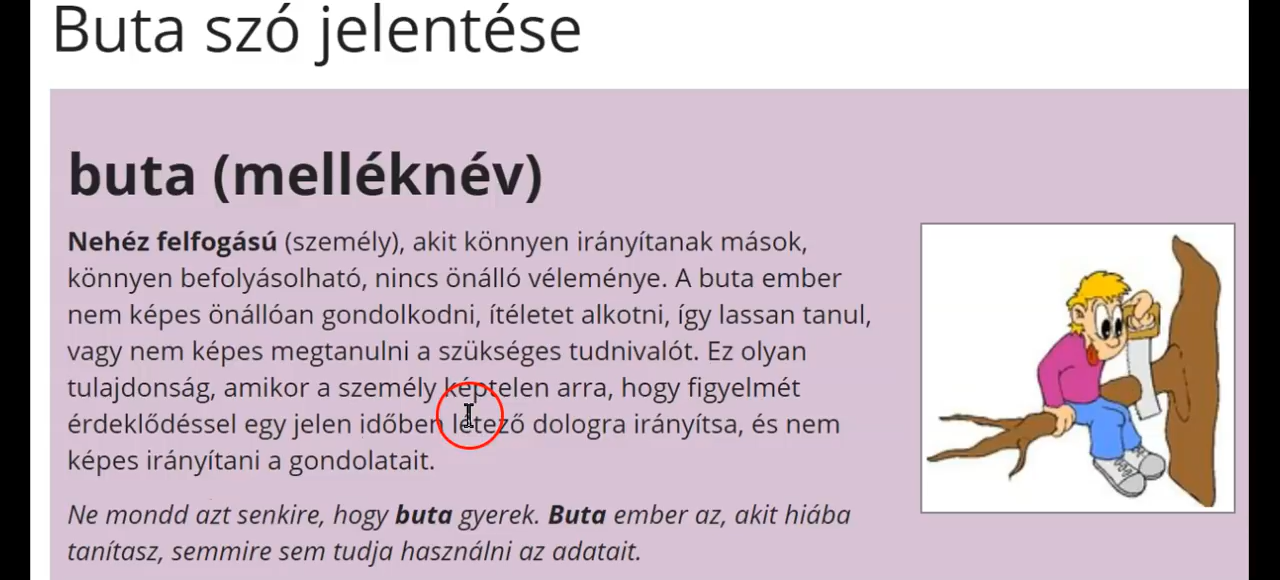 Buta szó jelentése
buta (melléknév)
Nehéz felfogású (személy), akit könnyen irányítanak mások,
könnyen befolyásolható, nincs önálló véleménye. A buta ember
nem képes önállóan gondolkodni, ítéletet alkotni, így lassan tanul,
vagy nem képes megtanulni a szükséges tudnivalót. Ez olyan
tulajdonság, amikor a személy képtelen arra, hogy figyelmét
érdeklődéssel egy jelen időben létező dologra irányítsa, és nem
képes irányítani a gondolatait.
Ne mondd azt senkire, hogy buta gyerek. Buta ember az, akit hiába
tanítasz, semmire sem tudja használni az adatait.